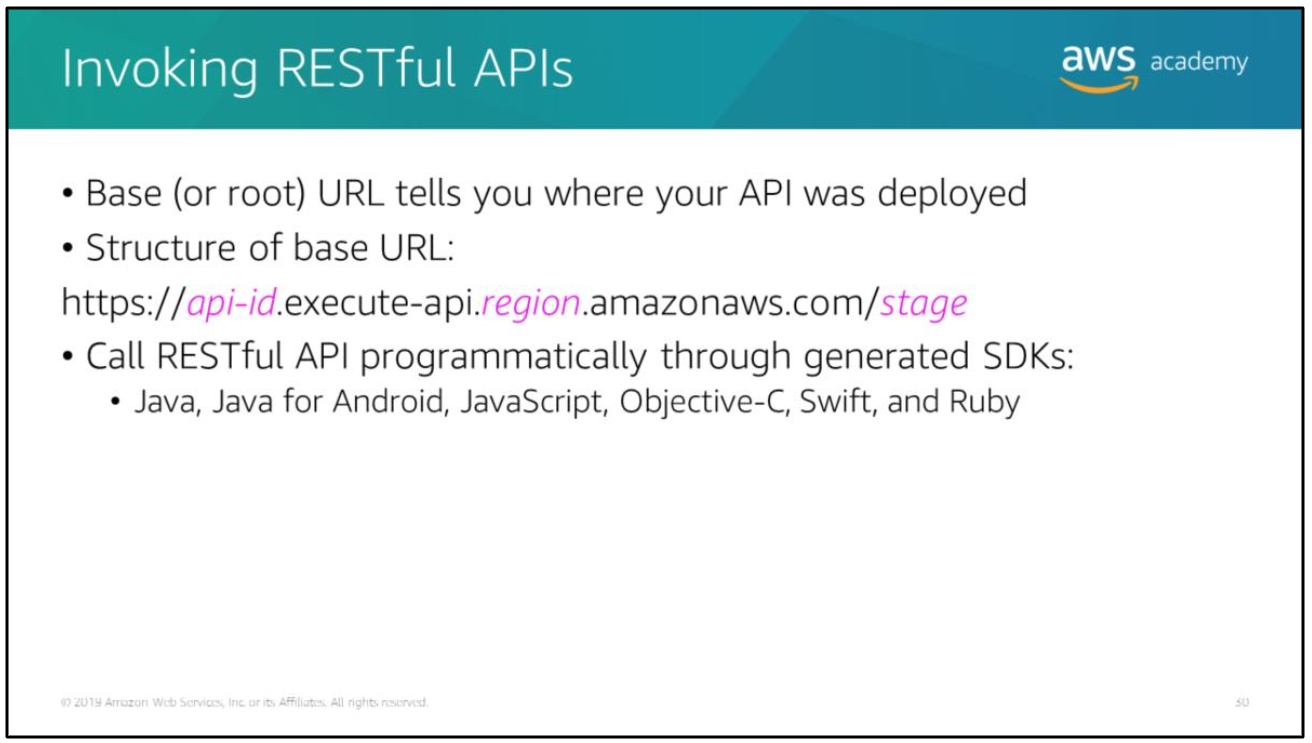 Invoking RESTful APIs
aws academy
• Base (or root) URL tells you where your API was deployed
• Structure of base URL:
https://api-id.execute-api.region.amazonaws.com/stage
• Call RESTful API programmatically through generated SDKs:
• Java, Java for Android, JavaScript, Objective-C, Swift, and Ruby
© 2019 Amazon Web Services, Inc. or its Affiliates. All rights reserved.
30